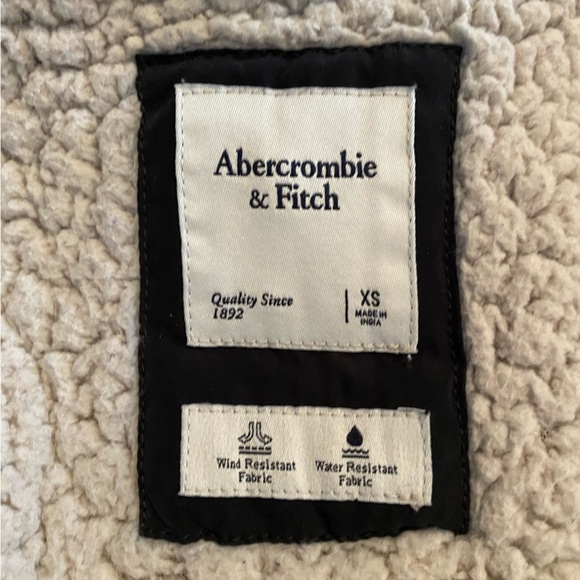 Abercrombie
& Fitch
Quality Since
1892
XS
MADE IN
INDIA
Wind Resistant
Fabric
Water Resistant
Fabric